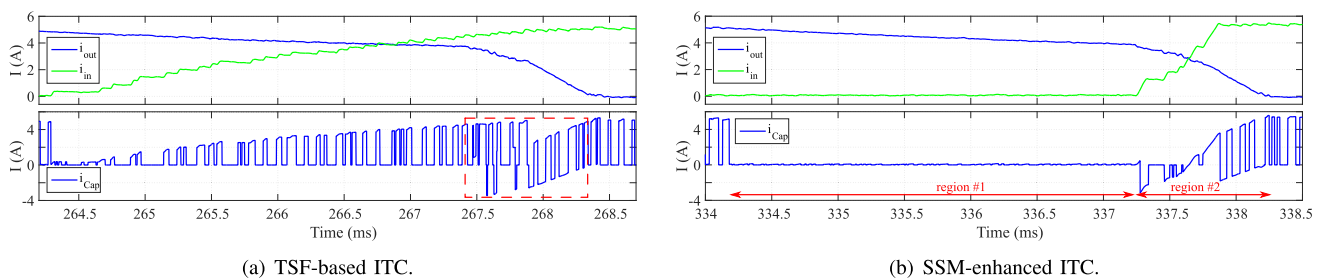 I (A)
6
4
2
0
i_out
i_in
I (A)
4
0
-4
i_Cap
264.5 265 265.5 266 266.5 267 267.5 268 268.5
Time (ms)
(a) TSF-based ITC.
I (A)
6
4
2
0
i_out
i_in
I (A)
4
2
0
-2
-4
i_Cap
region #1
region #2
334 334.5 335 335.5 336 336.5 337 337.5 338 338.5
Time (ms)
(b) SSM-enhanced ITC.